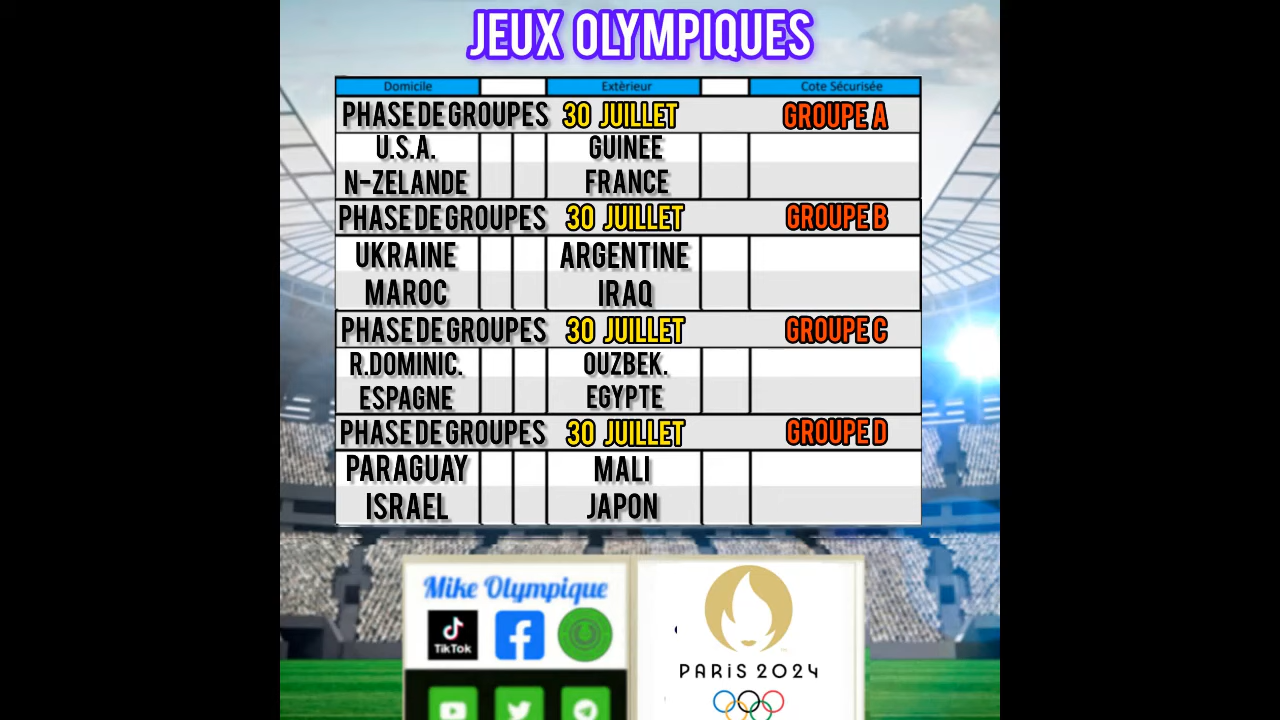 JEUX OLYMPIQUES
Domicile Extèrieur Cote Sécurisée
PHASE DE GROUPES 30 JUILLET GROUPE A
U.S.A. GUINEE
N-ZELANDE FRANCE
PHASE DE GROUPES 30 JUILLET GROUPE B
UKRAINE ARGENTINE
MAROC IRAQ
PHASE DE GROUPES 30 JUILLET GROUPE C
R.DOMINIC. OUZBEK.
ESPAGNE EGYPTE
PHASE DE GROUPES 30 JUILLET GROUPE D
PARAGUAY MALI
ISRAEL JAPON
Mike Olympique
TikTok
PARIS 2024